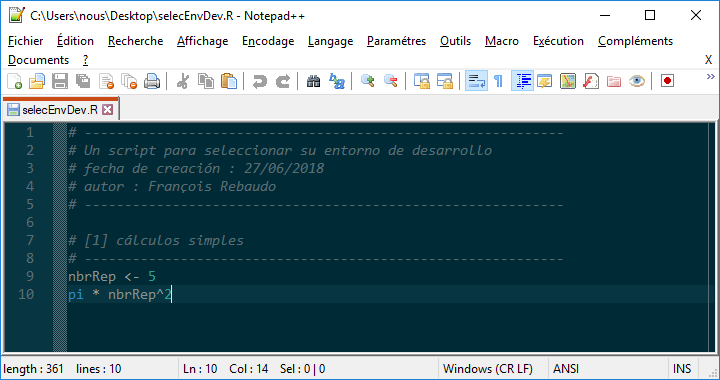 C:\Users\nous\Desktop\selecEnvDev.R - Notepad++
Fichier Édition Recherche Affichage Encodage Langage Paramètres Outils Macro Exécution Compléments
Documents ? X
selecEnvDev.R
1 # -----------------------------------------------------------
2 # Un script para seleccionar su entorno de desarrollo
3 # fecha de creación : 27/06/2018
4 # autor : François Rebaudo
5 # -----------------------------------------------------------
6
7 # [1] cálculos simples
8 # -----------------------------------------------------------
9 nbrRep <- 5
10 pi * nbrRep^2
length : 361 lines : 10 Ln : 10 Col : 14 Sel : 0 | 0 Windows (CR LF) ANSI INS